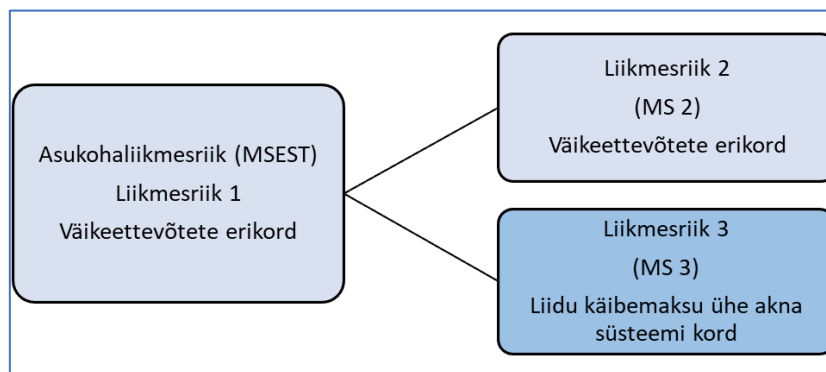 Asukohaliikmesriik (MSEST)
Liikmesriik 1
Väikeettevõtete erikord
Liikmesriik 2
(MS 2)
Väikeettevõtete erikord
Liikmesriik 3
(MS 3)
Liidu käibemaksu ühe akna
süsteemi kord